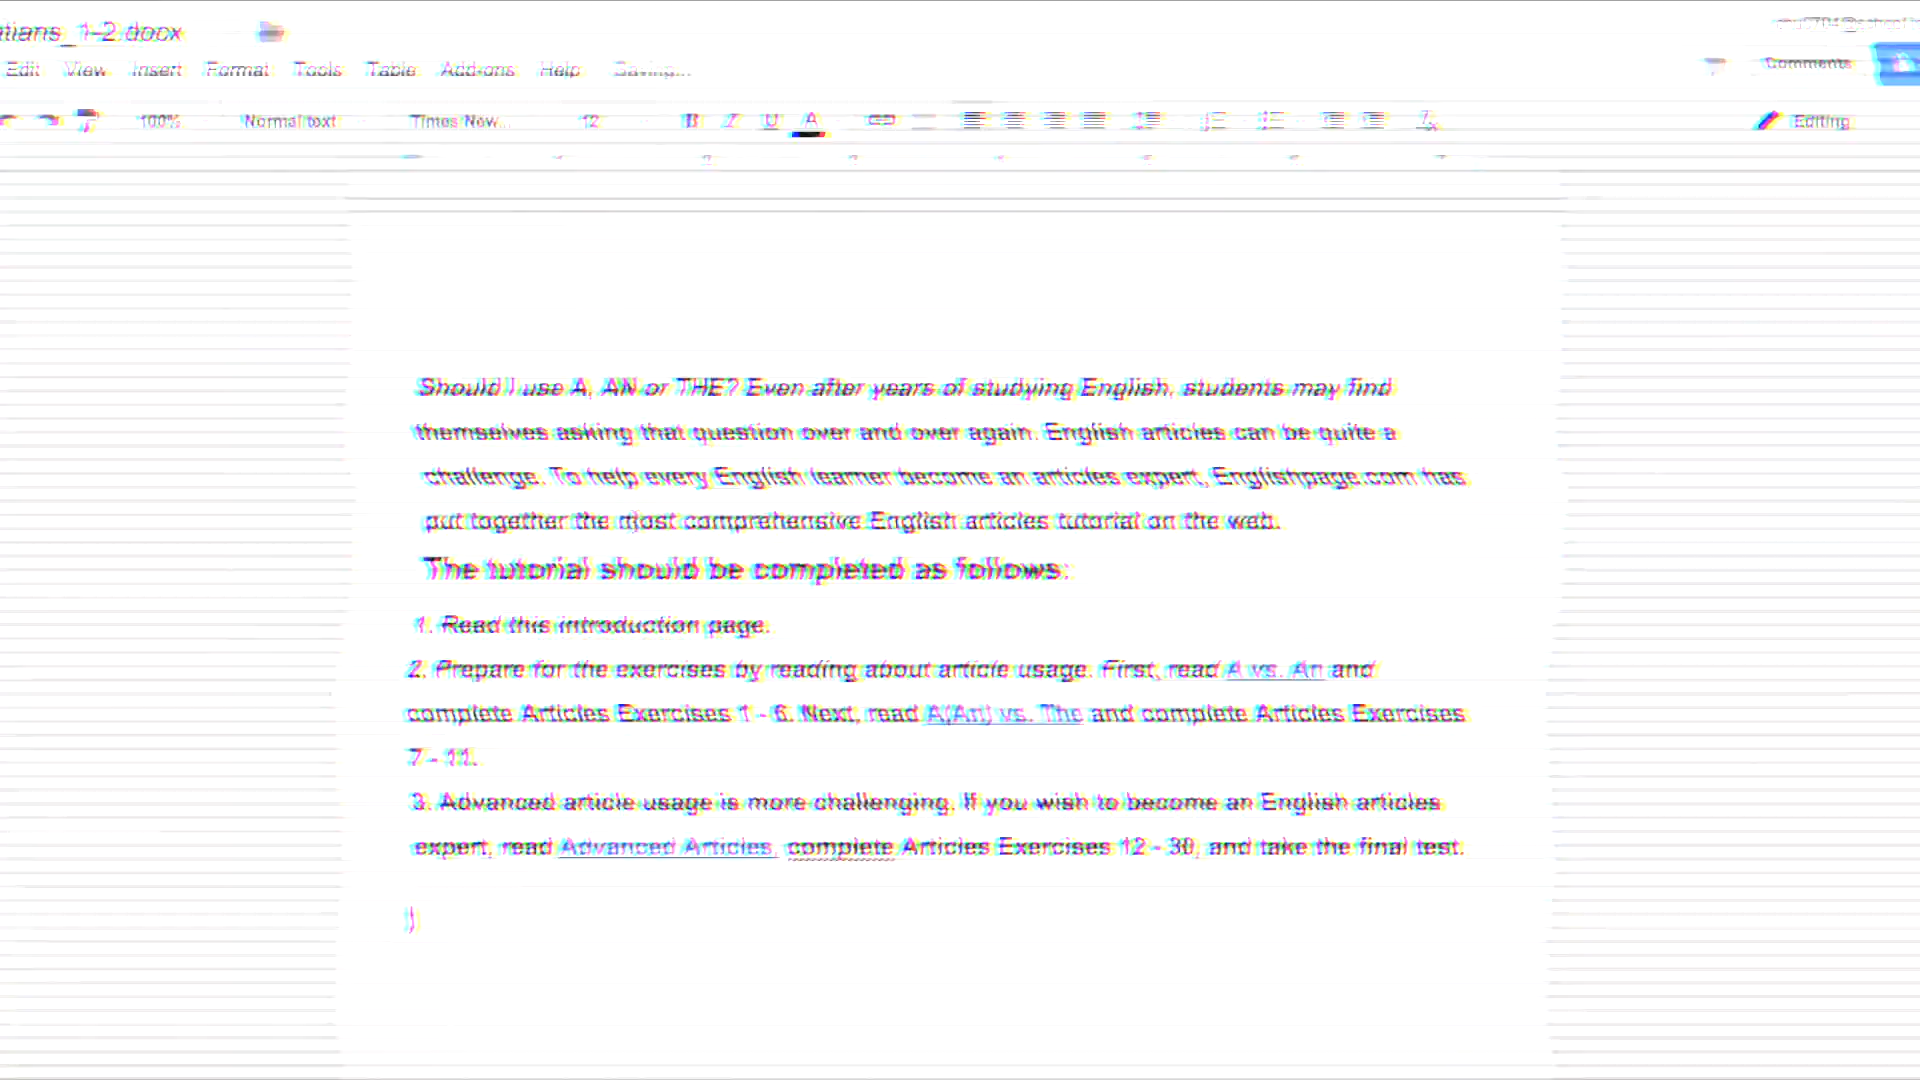 1-2.docx
Edit View Insert Format Tools Table Add-ons Help Saving...
Comments
100% Normal text Times New... 12 B I U A Editing
Should I use A, AN or THE? Even after years of studying English, students may find
themselves asking that question over and over again. English articles can be quite a
challenge. To help every English learner become an articles expert, Englishpage.com has
put together the most comprehensive English articles tutorial on the web.
The tutorial should be completed as follows:
1. Read this introduction page.
2. Prepare for the exercises by reading about article usage. First, read A vs. An and
complete Articles Exercises 1 - 6. Next, read A(An) vs. The and complete Articles Exercises
7 - 11.
3. Advanced article usage is more challenging. If you wish to become an English articles
expert, read Advanced Articles, complete Articles Exercises 12 - 30, and take the final test.